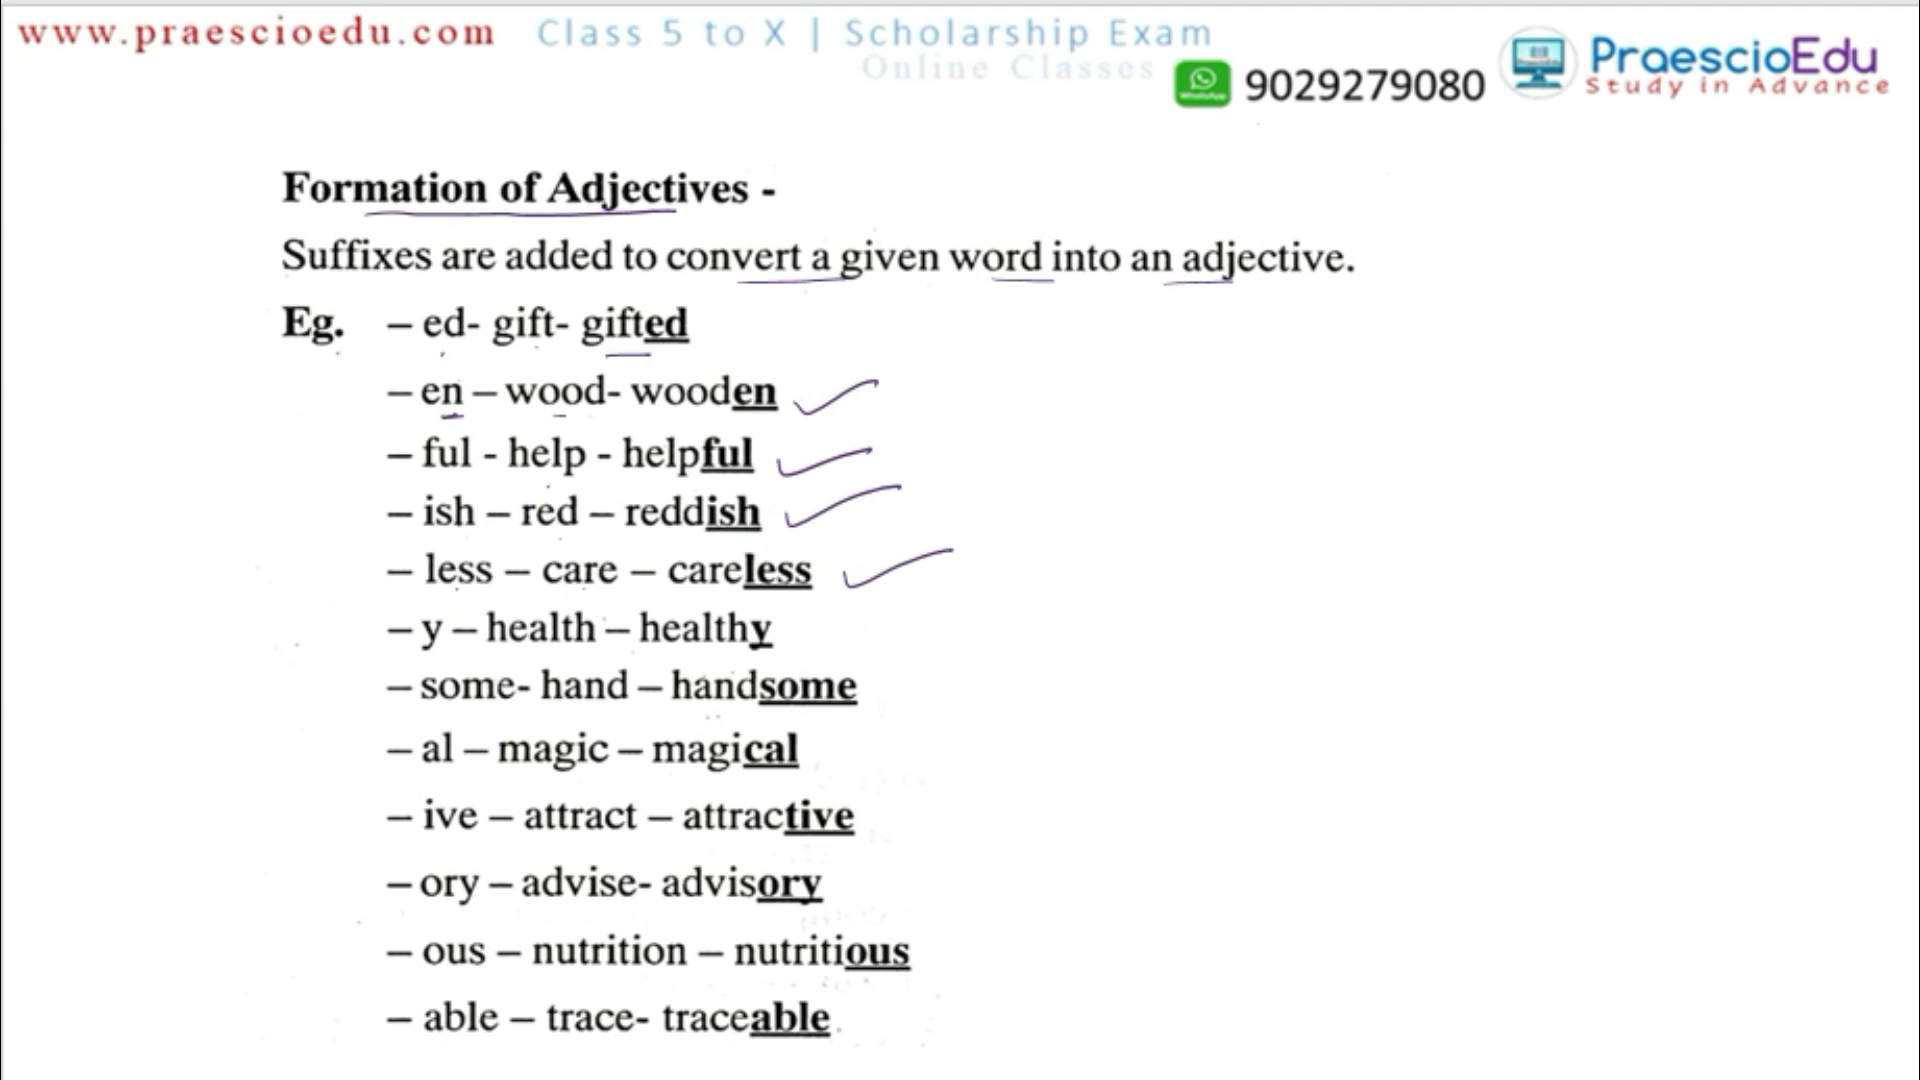 www.praescioedu.com Class 5 to X | Scholarship Exam
Online Classes
WhatsApp 9029279080
PraescioEdu
Study in Advance
Formation of Adjectives -
Suffixes are added to convert a given word into an adjective.
Eg. – ed- gift- gifted
– en – wood- wooden
– ful - help - helpful
– ish – red – reddish
– less – care – careless
– y – health – healthy
– some- hand – handsome
– al – magic – magical
– ive – attract – attractive
– ory – advise- advisory
– ous – nutrition – nutritious
– able – trace- traceable